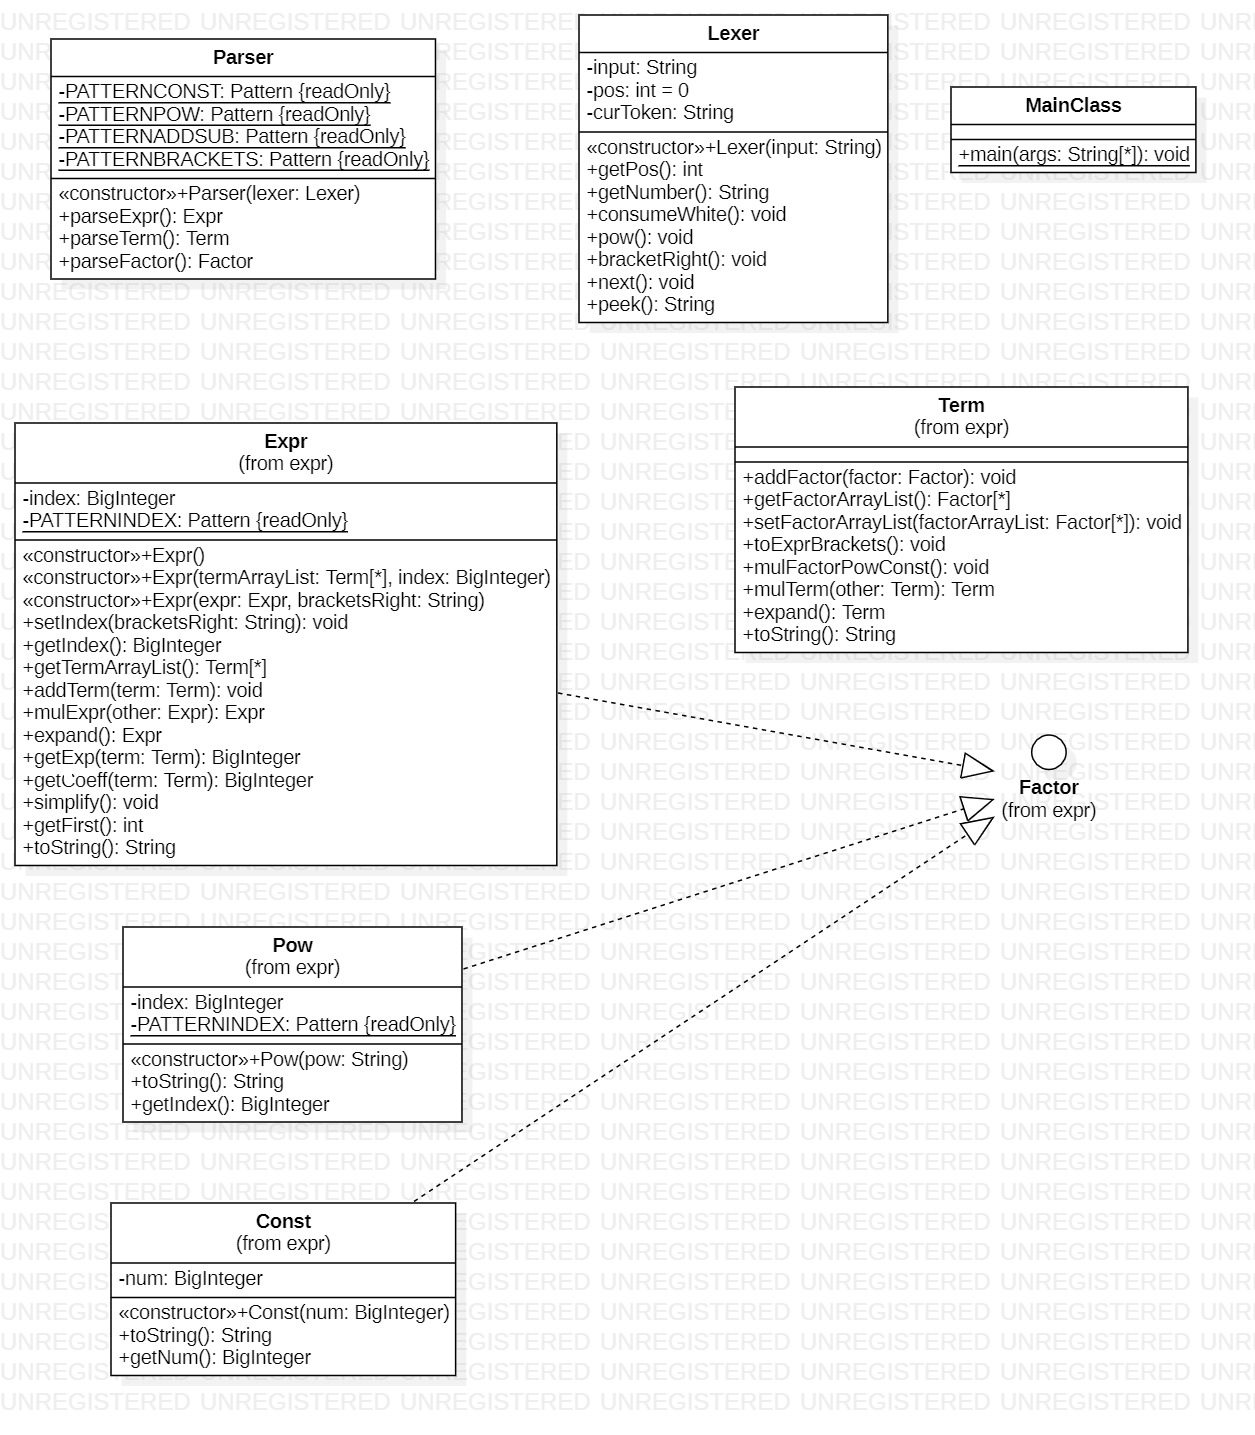 Parser
-PATTERNCONST: Pattern {readOnly}
-PATTERNPOW: Pattern {readOnly}
-PATTERNADDSUB: Pattern {readOnly}
-PATTERNBRACKETS: Pattern {readOnly}
«constructor»+Parser(lexer: Lexer)
+parseExpr(): Expr
+parseTerm(): Term
+parseFactor(): Factor
Lexer
-input: String
-pos: int = 0
-curToken: String
«constructor»+Lexer(input: String)
+getPos(): int
+getNumber(): String
+consumeWhite(): void
+pow(): void
+bracketRight(): void
+next(): void
+peek(): String
MainClass
+main(args: String[*]): void
Expr
(from expr)
-index: BigInteger
-PATTERNINDEX: Pattern {readOnly}
«constructor»+Expr()
«constructor»+Expr(termArrayList: Term[*], index: BigInteger)
«constructor»+Expr(expr: Expr, bracketsRight: String)
+setIndex(bracketsRight: String): void
+getIndex(): BigInteger
+getTermArrayList(): Term[*]
+addTerm(term: Term): void
+mulExpr(other: Expr): Expr
+expand(): Expr
+getExp(term: Term): BigInteger
+getCoeff(term: Term): BigInteger
+simplify(): void
+getFirst(): int
+toString(): String
Term
(from expr)
+addFactor(factor: Factor): void
+getFactorArrayList(): Factor[*]
+setFactorArrayList(factorArrayList: Factor[*]): void
+toExprBrackets(): void
+mulFactorPowConst(): void
+mulTerm(other: Term): Term
+expand(): Term
+toString(): String
Factor
(from expr)
Pow
(from expr)
-index: BigInteger
-PATTERNINDEX: Pattern {readOnly}
«constructor»+Pow(pow: String)
+toString(): String
+getIndex(): BigInteger
Const
(from expr)
-num: BigInteger
«constructor»+Const(num: BigInteger)
+toString(): String
+getNum(): BigInteger
UNREGISTERED